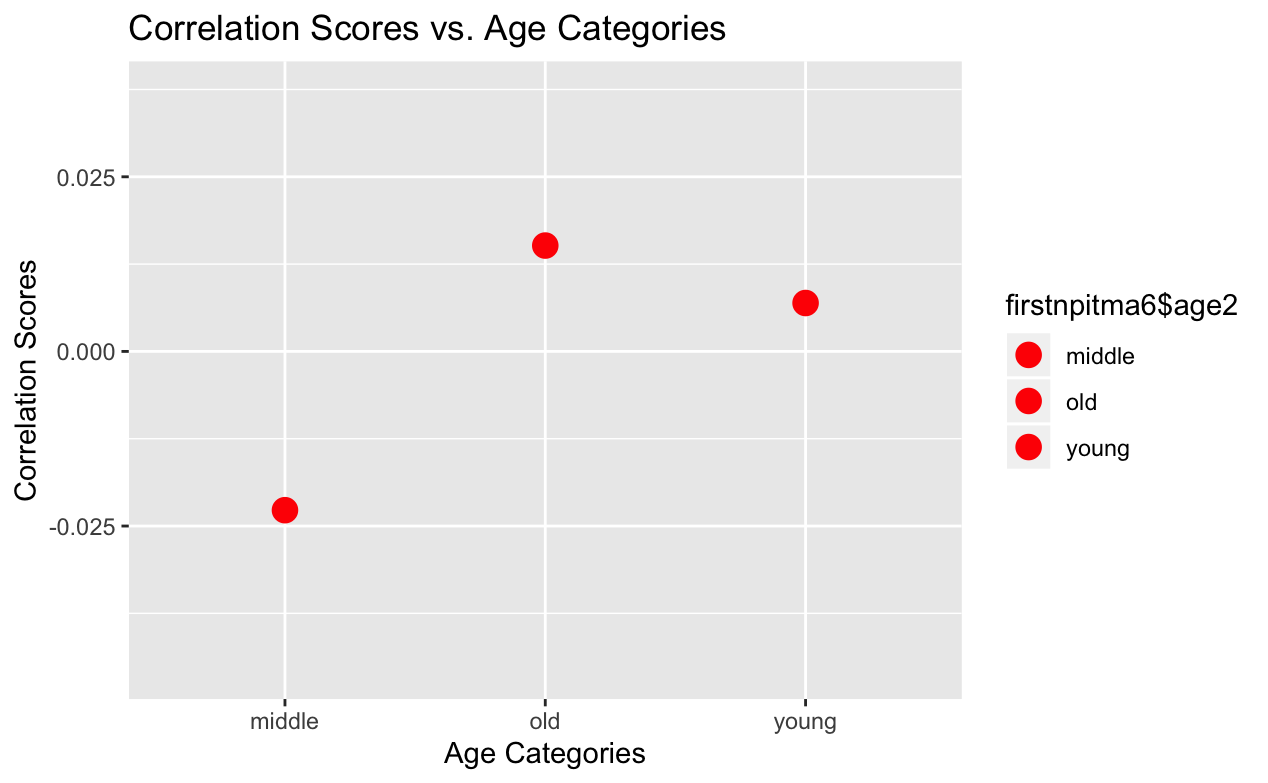 Correlation Scores vs. Age Categories
Correlation Scores
0.025
0.000
-0.025
middle
old
young
Age Categories
firstnpitma6$age2
middle
old
young